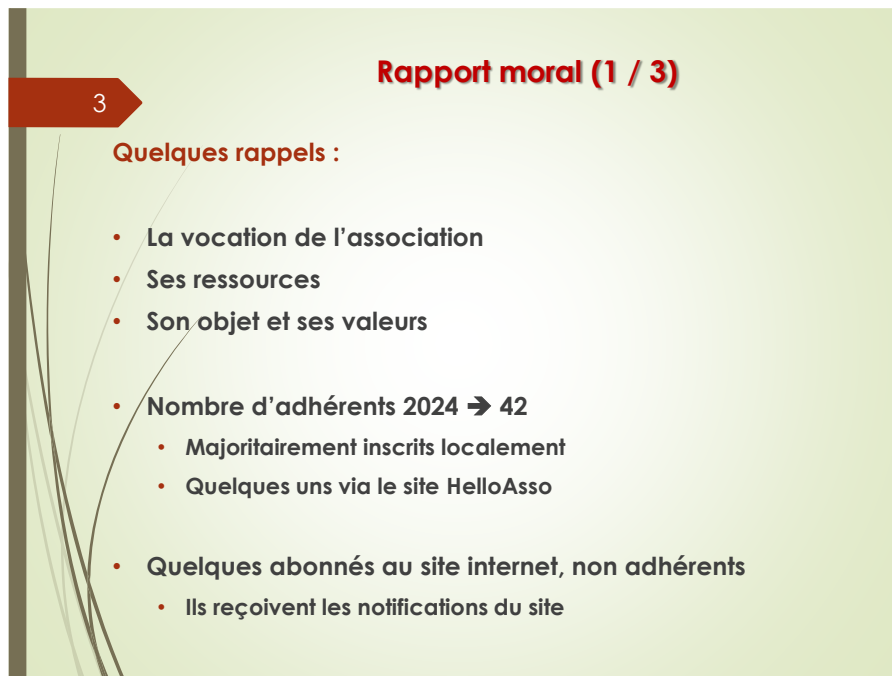 Rapport moral (1 / 3)
3
Quelques rappels :
• La vocation de l’association
• Ses ressources
• Son objet et ses valeurs
• Nombre d’adhérents 2024 ➔ 42
• Majoritairement inscrits localement
• Quelques uns via le site HelloAsso
• Quelques abonnés au site internet, non adhérents
• Ils reçoivent les notifications du site